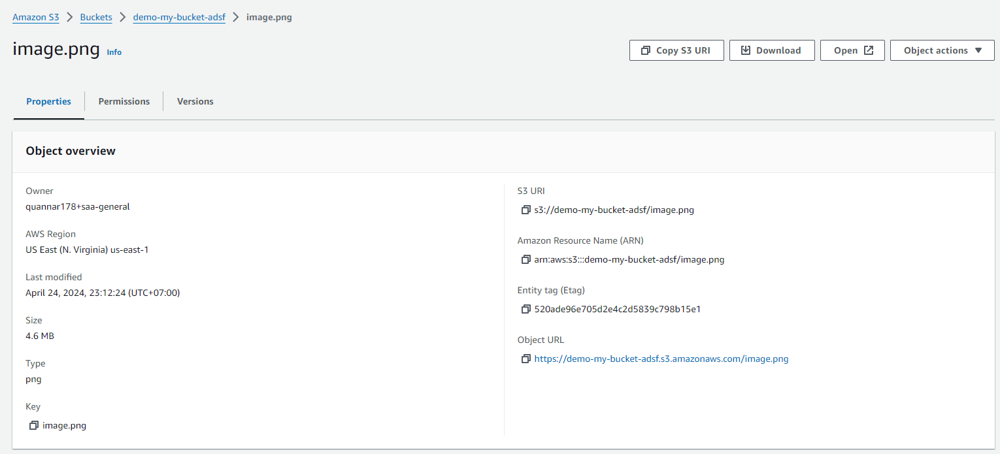 Amazon S3 > Buckets > demo-my-bucket-adsf > image.png
image.png Info
Copy S3 URI Download Open Object actions
Properties Permissions Versions
Object overview
Owner
quannar178+saa-general
AWS Region
US East (N. Virginia) us-east-1
Last modified
April 24, 2024, 23:12:24 (UTC+07:00)
Size
4.6 MB
Type
png
Key
image.png
S3 URI
s3://demo-my-bucket-adsf/image.png
Amazon Resource Name (ARN)
arn:aws:s3:::demo-my-bucket-adsf/image.png
Entity tag (Etag)
520ade96e705d2e4c2d5839c798b15e1
Object URL
https://demo-my-bucket-adsf.s3.amazonaws.com/image.png